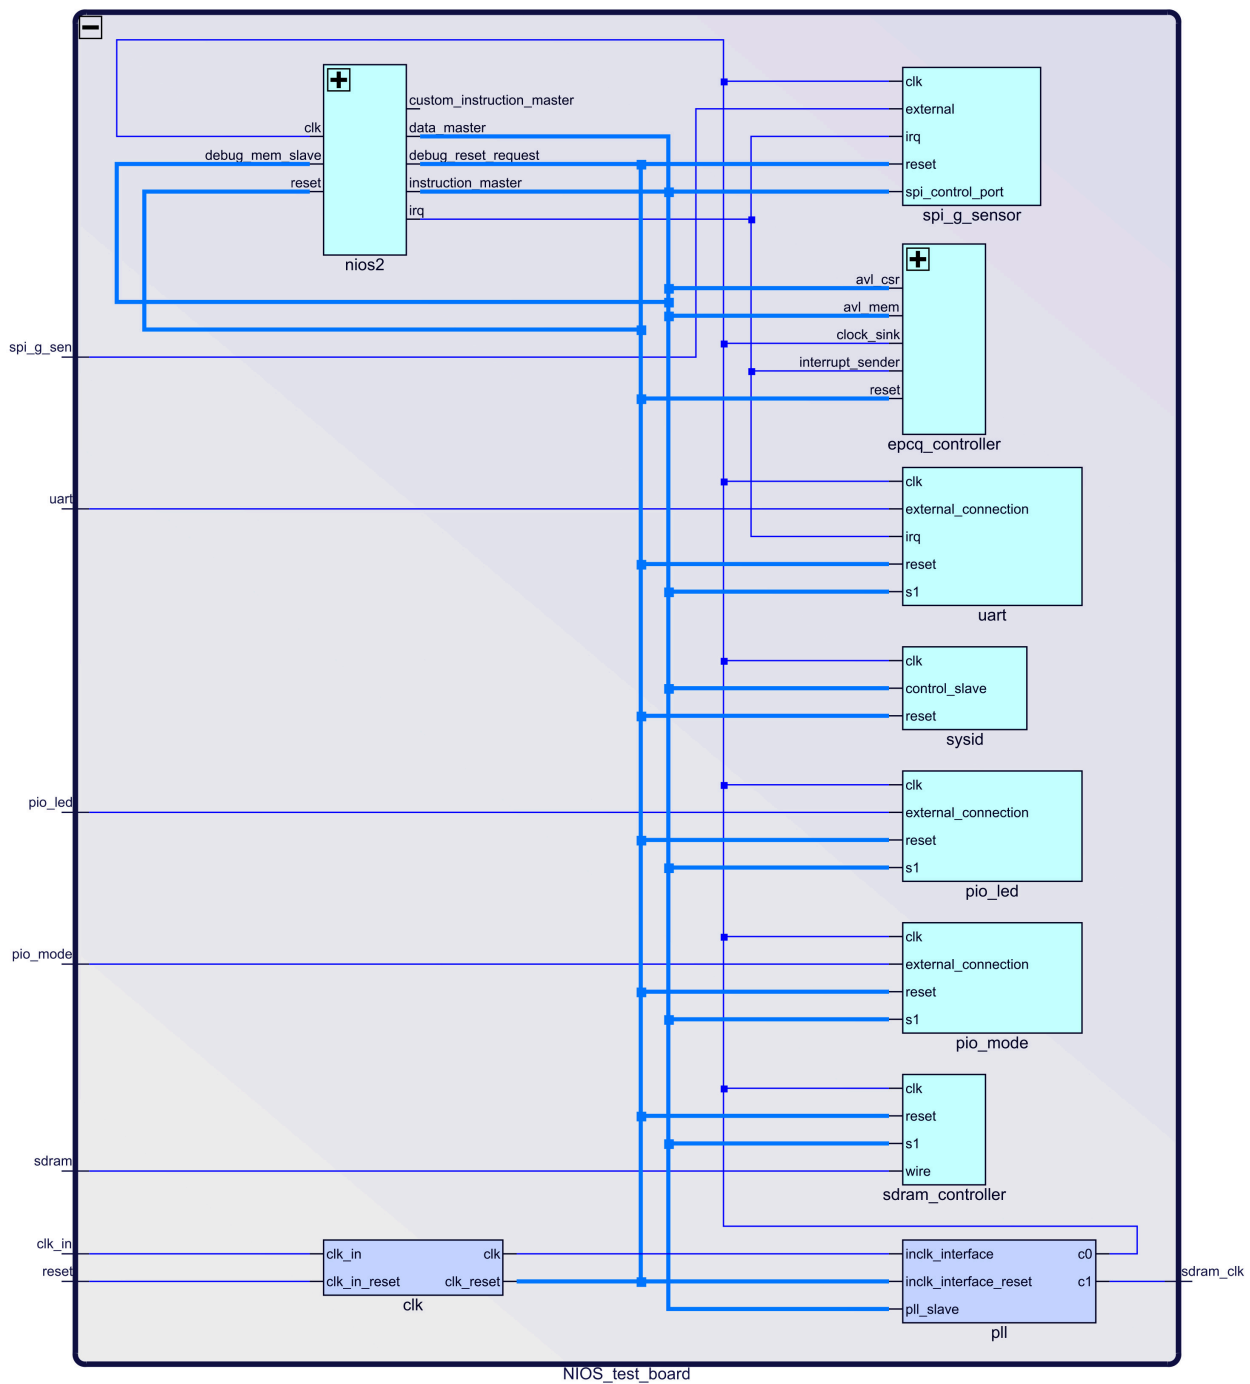 custom_instruction_master
clk
data_master
debug_mem_slave
debug_reset_request
reset
instruction_master
irq
nios2
clk
external
irq
reset
spi_control_port
spi_g_sensor
avl_csr
avl_mem
clock_sink
interrupt_sender
reset
epcq_controller
spi_g_sen
uart
clk
external_connection
irq
reset
s1
uart
clk
control_slave
reset
sysid
pio_led
clk
external_connection
reset
s1
pio_led
pio_mode
clk
external_connection
reset
s1
pio_mode
sdram
clk
reset
s1
wire
sdram_controller
clk_in
reset
clk_in
clk
clk_in_reset
clk_reset
clk
inclk_interface
c0
inclk_interface_reset
c1
pll_slave
pll
sdram_clk
NIOS_test_board